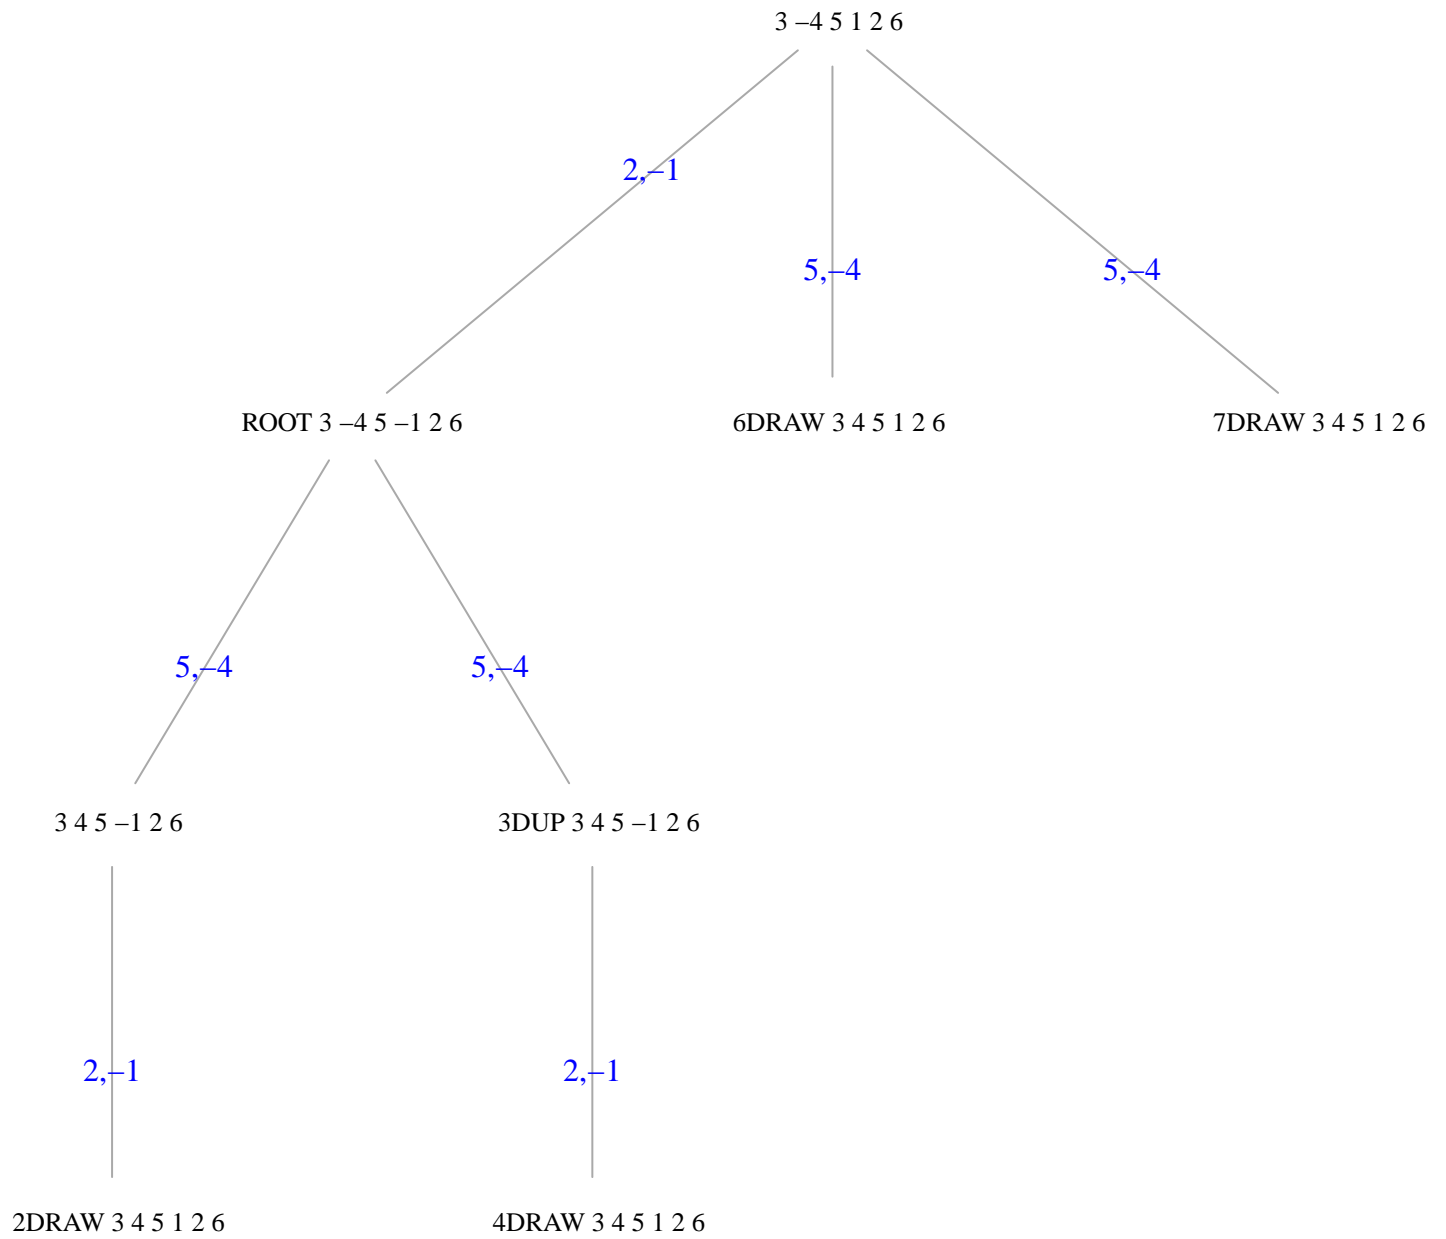 3 –4 5 1 2 6
2,–1
5,–4
5,–4
ROOT 3 –4 5 –1 2 6
6DRAW 3 4 5 1 2 6
7DRAW 3 4 5 1 2 6
5,–4
5,–4
3 4 5 –1 2 6
3DUP 3 4 5 –1 2 6
2,–1
2,–1
2DRAW 3 4 5 1 2 6
4DRAW 3 4 5 1 2 6